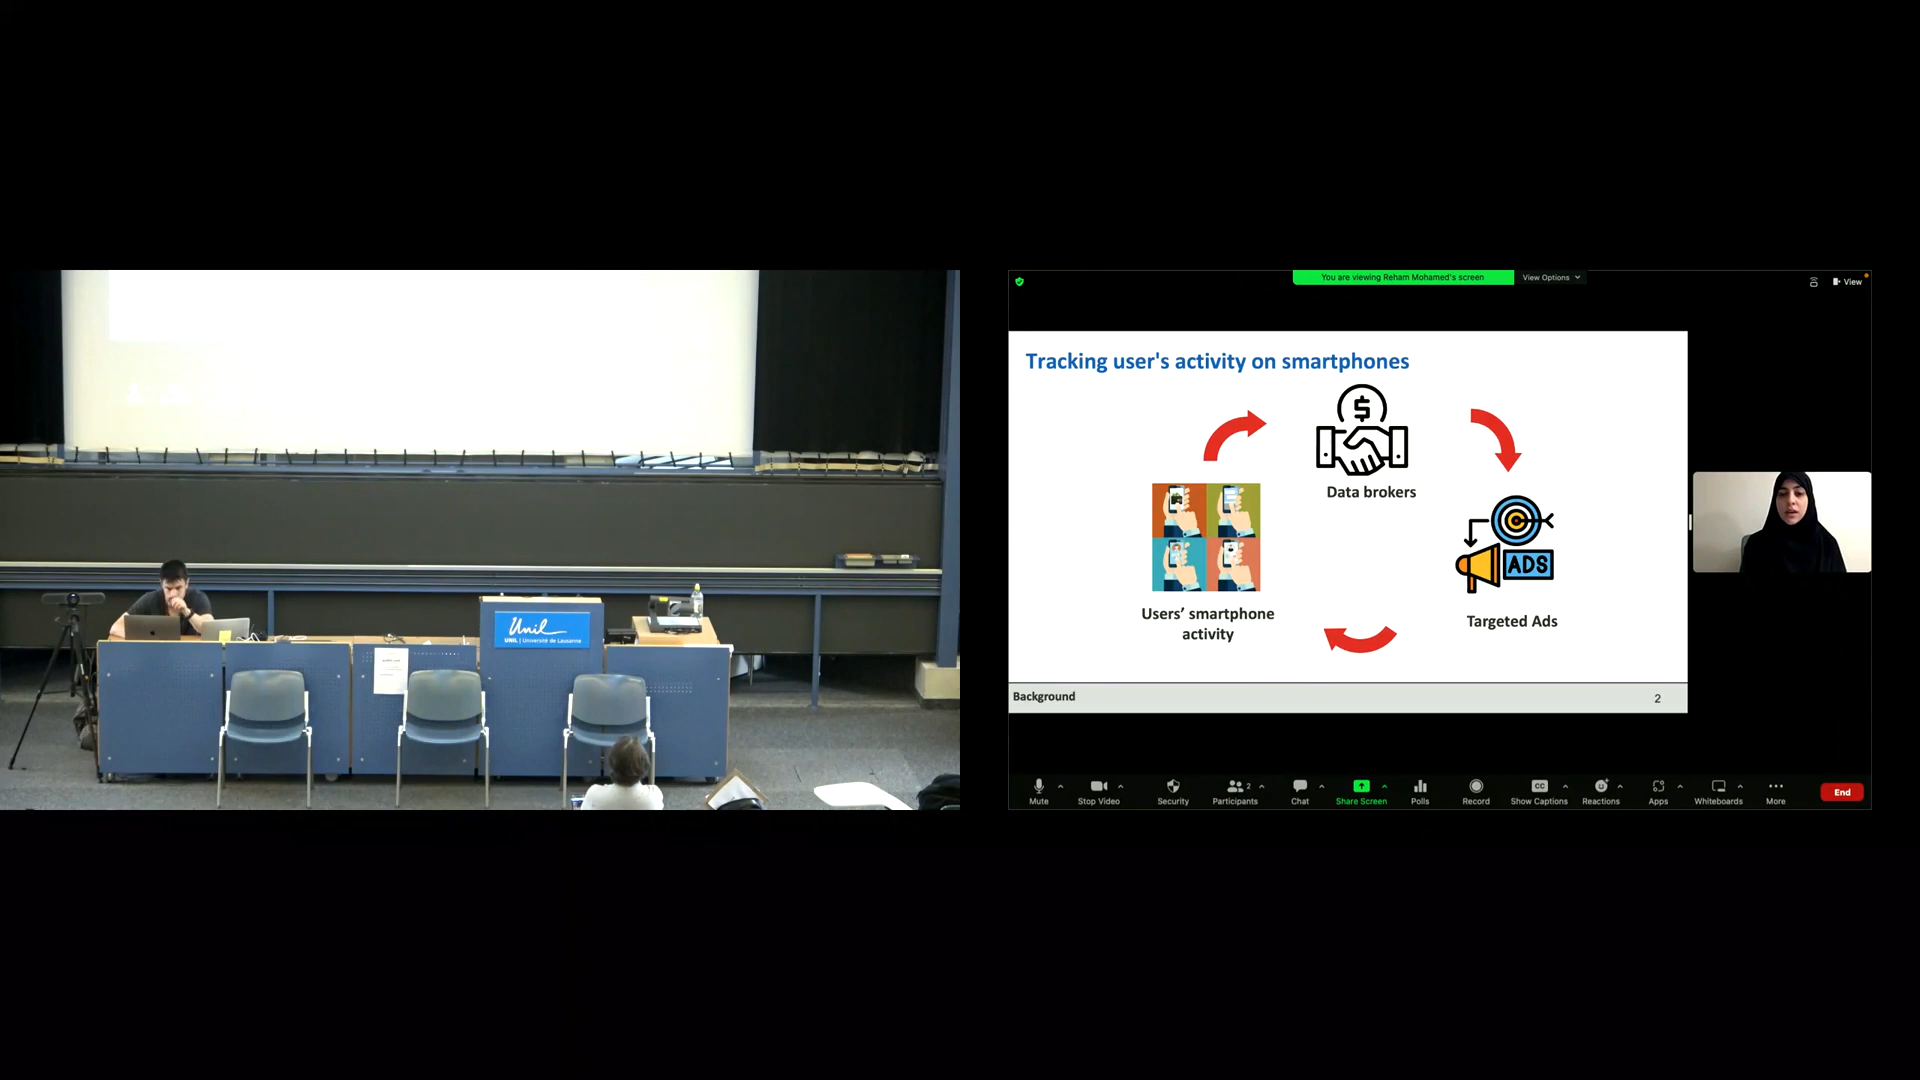 Unil
UNIL | Université de Lausanne
You are viewing Reham Mohamed's screen
View Options
View
Tracking user's activity on smartphones
Data brokers
ADS
Users’ smartphone
activity
Targeted Ads
Background
2
Mute
Stop Video
Security
2
Participants
Chat
Share Screen
Polls
Record
CC
Show Captions
Reactions
Apps
Whiteboards
More
End